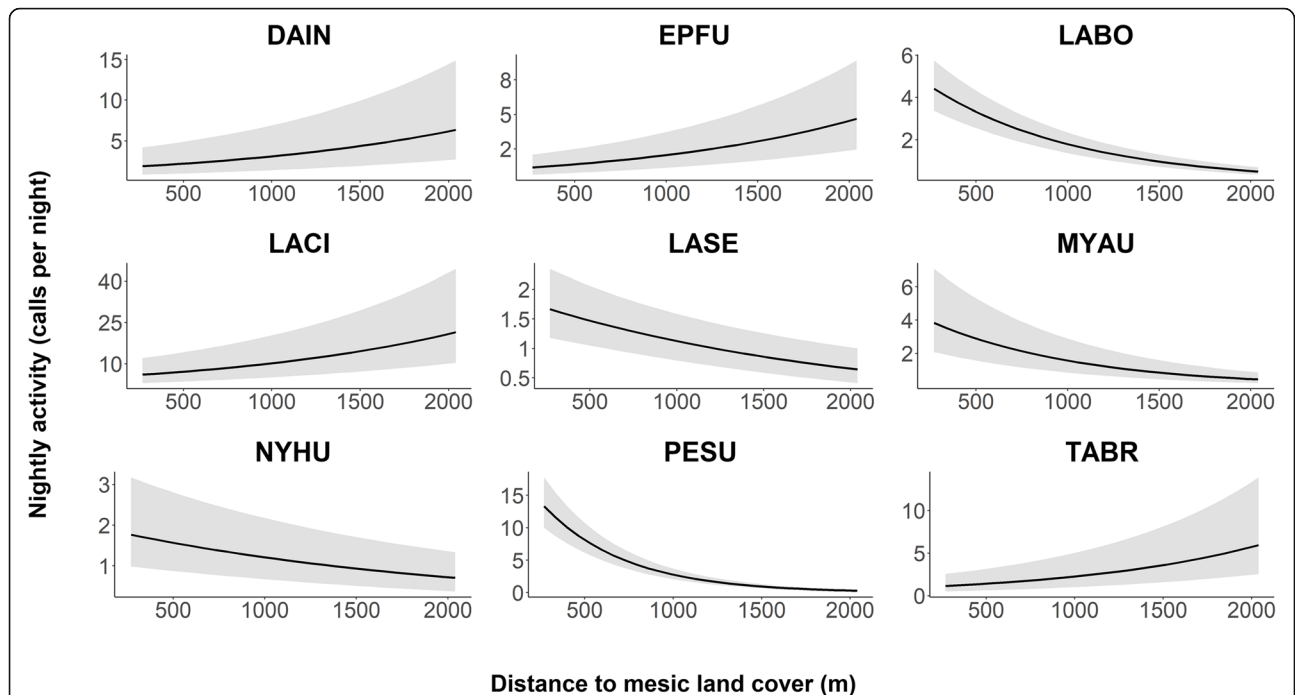 DAIN EPFU LABO
15
10
5
500 1000 1500 2000
8
5
2
500 1000 1500 2000
6
4
2
500 1000 1500 2000
LACI LASE MYAU
40
25
10
500 1000 1500 2000
2
1.5
1
0.5
500 1000 1500 2000
6
4
2
500 1000 1500 2000
NYHU PESU TABR
3
2
1
500 1000 1500 2000
15
10
5
0
500 1000 1500 2000
10
5
0
500 1000 1500 2000
Nightly activity (calls per night)
Distance to mesic land cover (m)